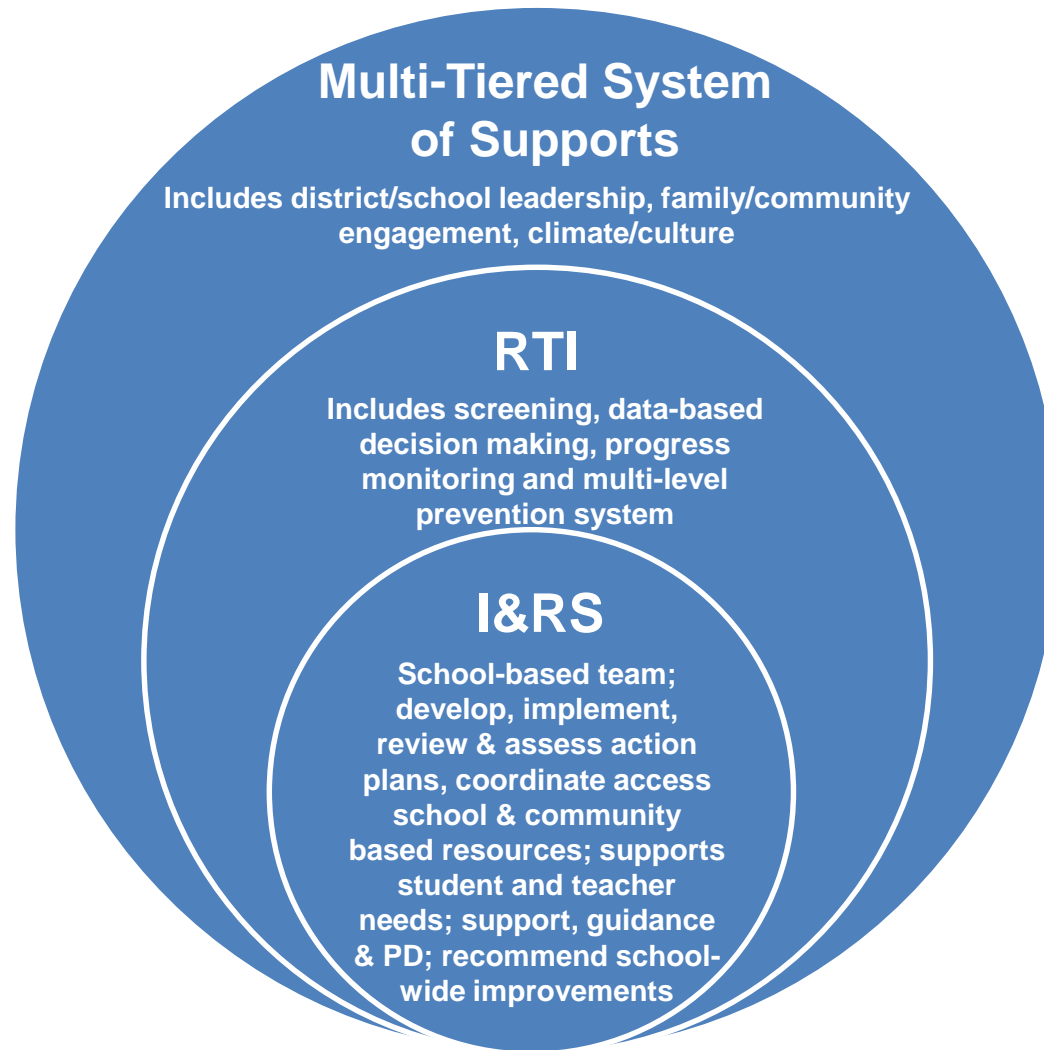 Multi-Tiered System
of Supports
Includes district/school leadership, family/community
engagement, climate/culture
RTI
Includes screening, data-based
decision making, progress
monitoring and multi-level
prevention system
I&RS
School-based team;
develop, implement,
review & assess action
plans, coordinate access
school & community
based resources; supports
student and teacher
needs; support, guidance
& PD; recommend school-
wide improvements